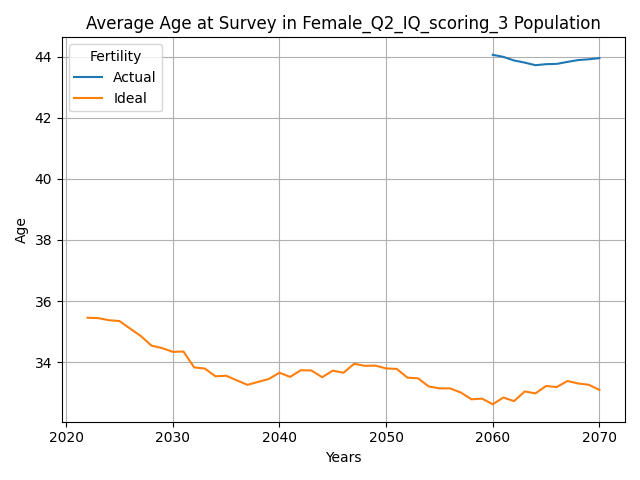 Average Age at Survey in Female_Q2_IQ_scoring_3 Population
Fertility
Actual
Ideal
44
42
40
38
36
34
Age
2020
2030
2040
2050
2060
2070
Years